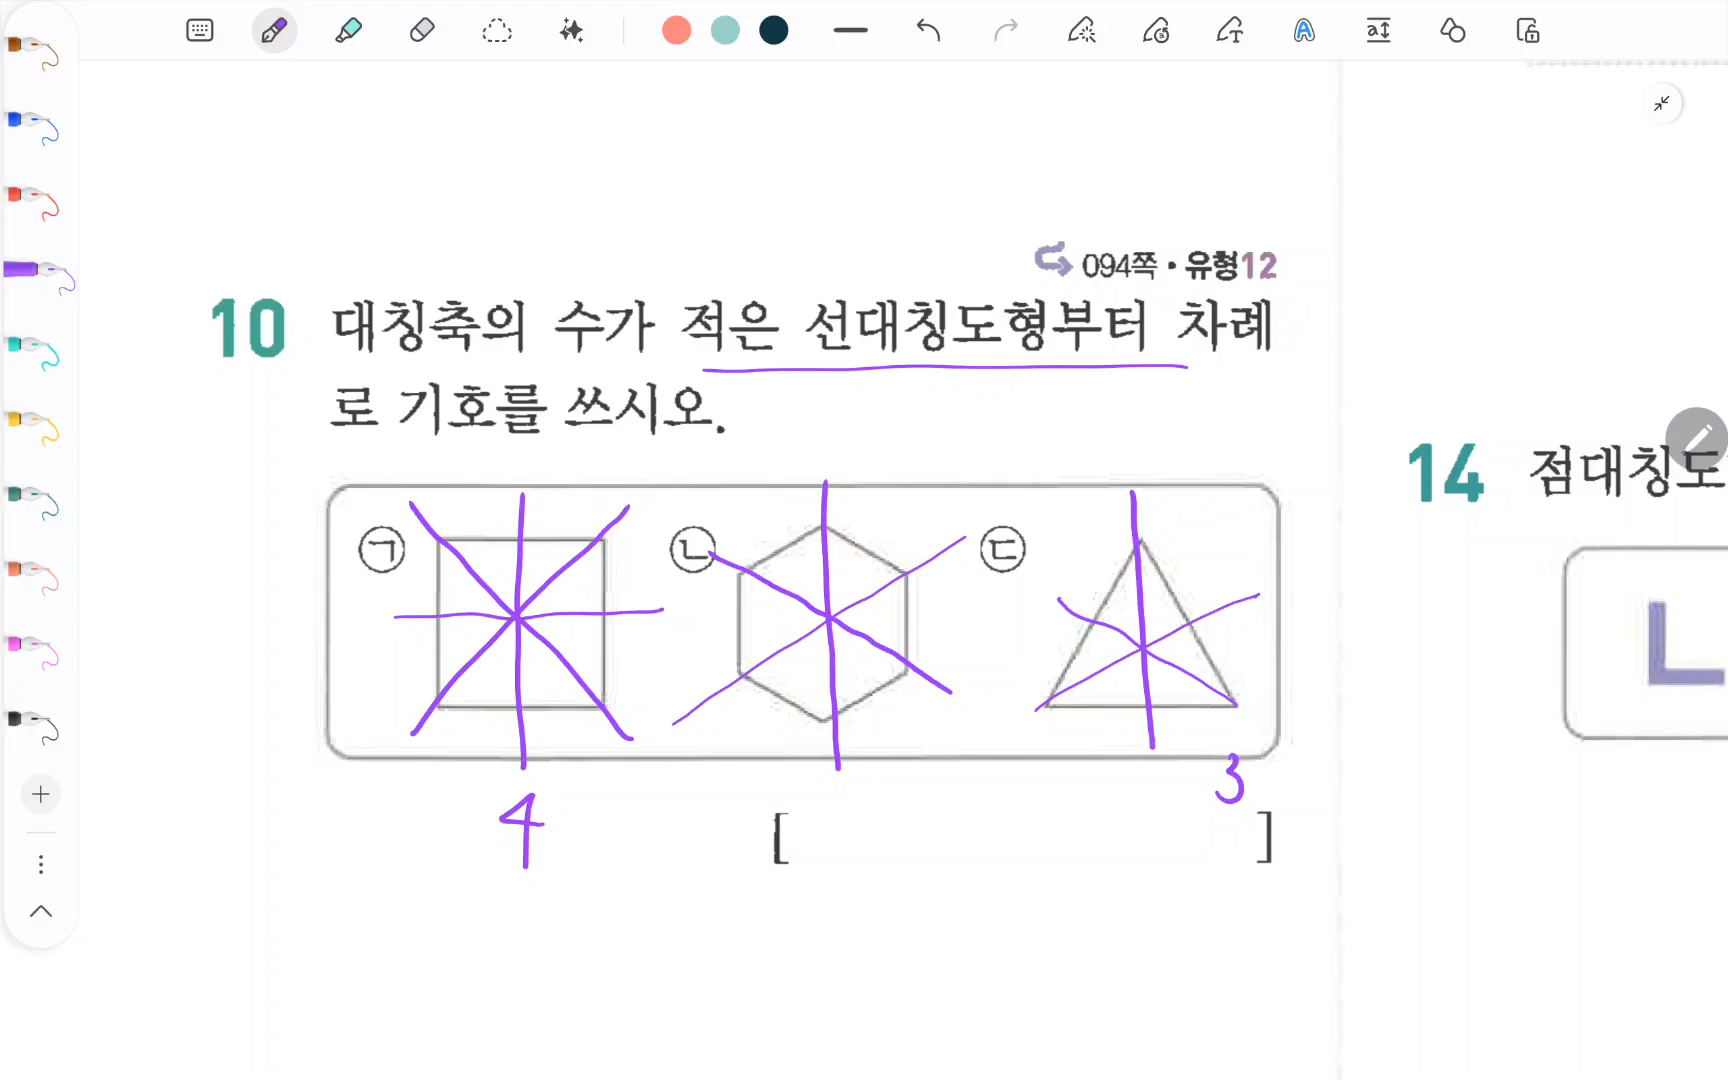 094쪽 • 유형12
10 대칭축의 수가 적은 선대칭도형부터 차례
로 기호를 쓰시오.
㉠ ㉡ ㉢
4
3
[ ]
14 점대칭도